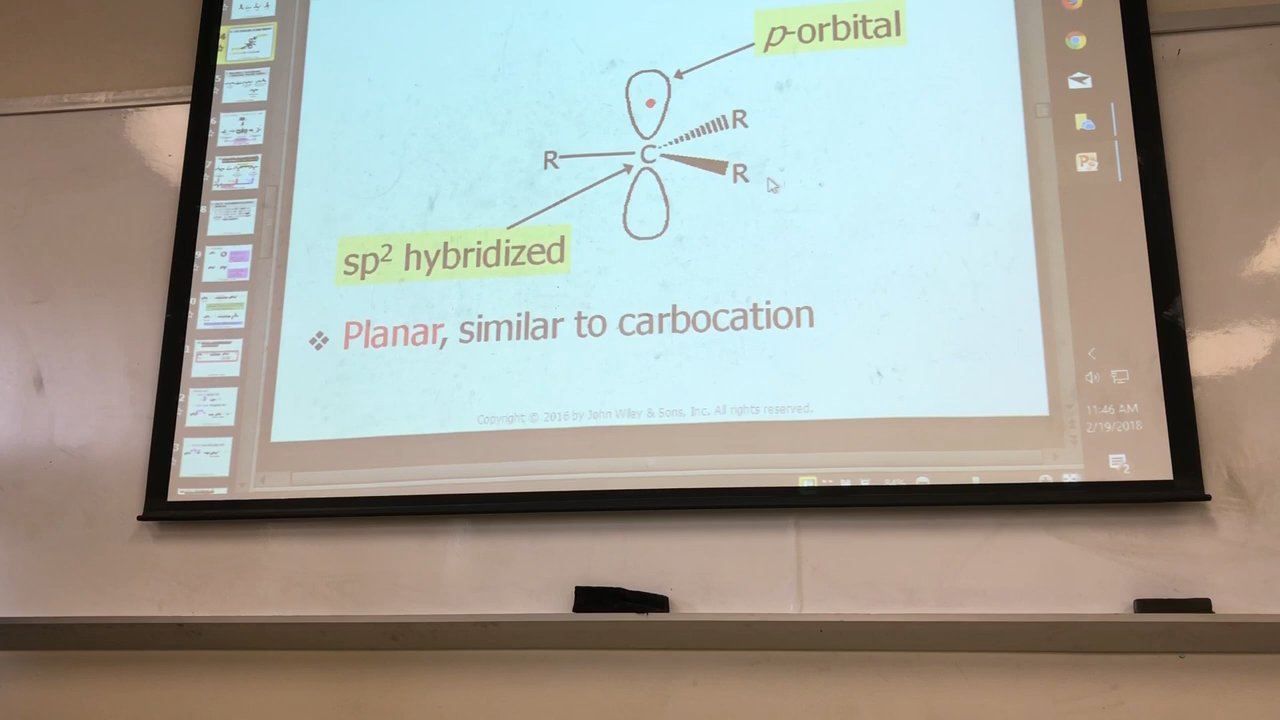 p-orbital
R
R
C
R
sp² hybridized
❖ Planar, similar to carbocation
Copyright © 2016 by John Wiley & Sons, Inc. All rights reserved.
11:46 AM
2/19/2018
2